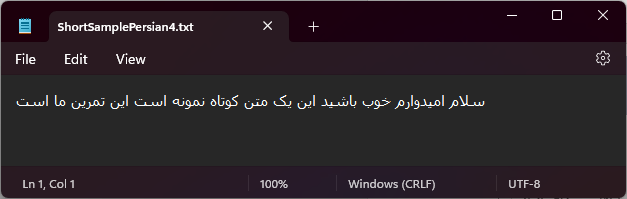 ShortSamplePersian4.txt
File Edit View
سلام امیدوارم خوب باشید این یک متن کوتاه نمونه است این تمرین ما است
Ln 1, Col 1 100% Windows (CRLF) UTF-8